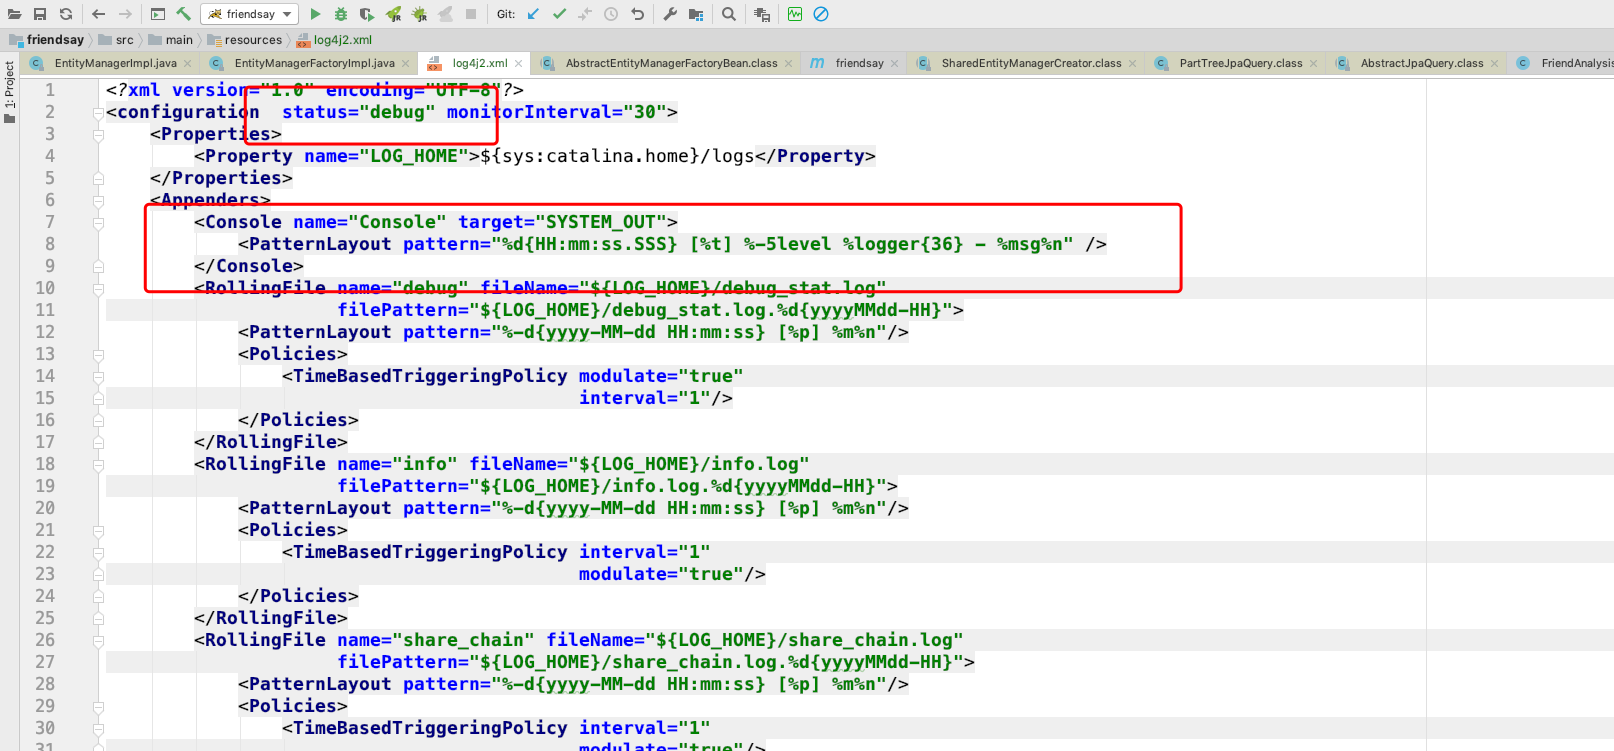 friendsay
Git:
friendsay
src
main
resources
log4j2.xml
EntityManagerImpl.java
EntityManagerFactoryImpl.java
log4j2.xml
AbstractEntityManagerFactoryBean.class
friendsay
SharedEntityManagerCreator.class
PartTreeJpaQuery.class
AbstractJpaQuery.class
FriendAnalysis
1: Project
1 <?xml version="1.0" encoding="UTF-8"?>
2 <configuration  status="debug" monitorInterval="30">
3 <Properties>
4 <Property name="LOG_HOME">${sys:catalina.home}/logs</Property>
5 </Properties>
6 <Appenders>
7 <Console name="Console" target="SYSTEM_OUT">
8 <PatternLayout pattern="%d{HH:mm:ss.SSS} [%t] %-5level %logger{36} - %msg%n" />
9 </Console>
10 <RollingFile name="debug" fileName="${LOG_HOME}/debug_stat.log"
11 filePattern="${LOG_HOME}/debug_stat.log.%d{yyyyMMdd-HH}">
12 <PatternLayout pattern="%-d{yyyy-MM-dd HH:mm:ss} [%p] %m%n"/>
13 <Policies>
14 <TimeBasedTriggeringPolicy modulate="true"
15 interval="1"/>
16 </Policies>
17 </RollingFile>
18 <RollingFile name="info" fileName="${LOG_HOME}/info.log"
19 filePattern="${LOG_HOME}/info.log.%d{yyyyMMdd-HH}">
20 <PatternLayout pattern="%-d{yyyy-MM-dd HH:mm:ss} [%p] %m%n"/>
21 <Policies>
22 <TimeBasedTriggeringPolicy interval="1"
23 modulate="true"/>
24 </Policies>
25 </RollingFile>
26 <RollingFile name="share_chain" fileName="${LOG_HOME}/share_chain.log"
27 filePattern="${LOG_HOME}/share_chain.log.%d{yyyyMMdd-HH}">
28 <PatternLayout pattern="%-d{yyyy-MM-dd HH:mm:ss} [%p] %m%n"/>
29 <Policies>
30 <TimeBasedTriggeringPolicy interval="1"
31 modulate="true"/>